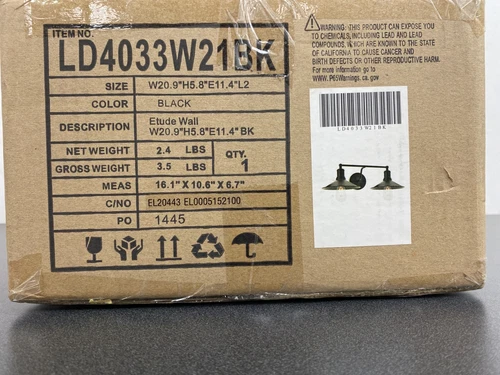 ITEM NO.
LD4033W21BK
SIZE W20.9"H5.8"E11.4"L2
COLOR BLACK
DESCRIPTION Etude Wall
W20.9"H5.8"E11.4" BK
NET WEIGHT 2.4 LBS
GROSS WEIGHT 3.5 LBS
QTY. 1
MEAS 16.1" X 10.6" X 6.7"
C/NO EL20443 EL0005152100
PO 1445
WARNING: THIS PRODUCT CAN EXPOSE YOU
TO CHEMICALS, INCLUDING LEAD AND LEAD
COMPOUNDS, WHICH ARE KNOWN TO THE STATE
OF CALIFORNIA TO CAUSE CANCER AND
BIRTH DEFECTS OR OTHER REPRODUCTIVE HARM.
For more information go to
www.P65Warnings.ca.gov
LD4033W21BK